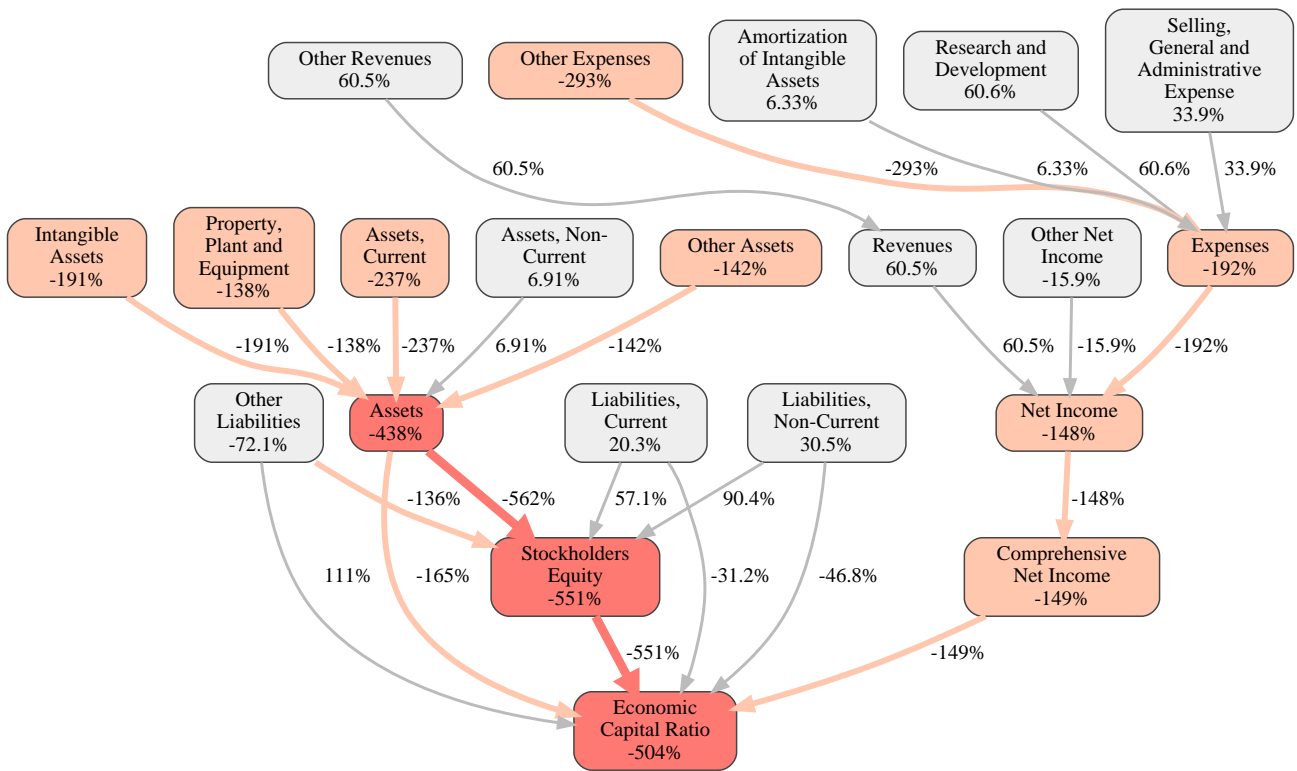 Other Revenues
60.5%
Other Expenses
-293%
Amortization
of Intangible
Assets
6.33%
Research and
Development
60.6%
Selling,
General and
Administrative
Expense
33.9%
60.5%
-293%
6.33%
60.6%
33.9%
Intangible
Assets
-191%
Property,
Plant and
Equipment
-138%
Assets,
Current
-237%
Assets, Non-
Current
6.91%
Other Assets
-142%
Revenues
60.5%
Other Net
Income
-15.9%
Expenses
-192%
-191%
-138%
-237%
6.91%
-142%
60.5%
-15.9%
-192%
Other
Liabilities
-72.1%
Assets
-438%
Liabilities,
Current
20.3%
Liabilities,
Non-Current
30.5%
Net Income
-148%
-136%
-562%
57.1%
90.4%
-148%
Stockholders
Equity
-551%
Comprehensive
Net Income
-149%
111%
-165%
-31.2%
-46.8%
-551%
-149%
Economic
Capital Ratio
-504%